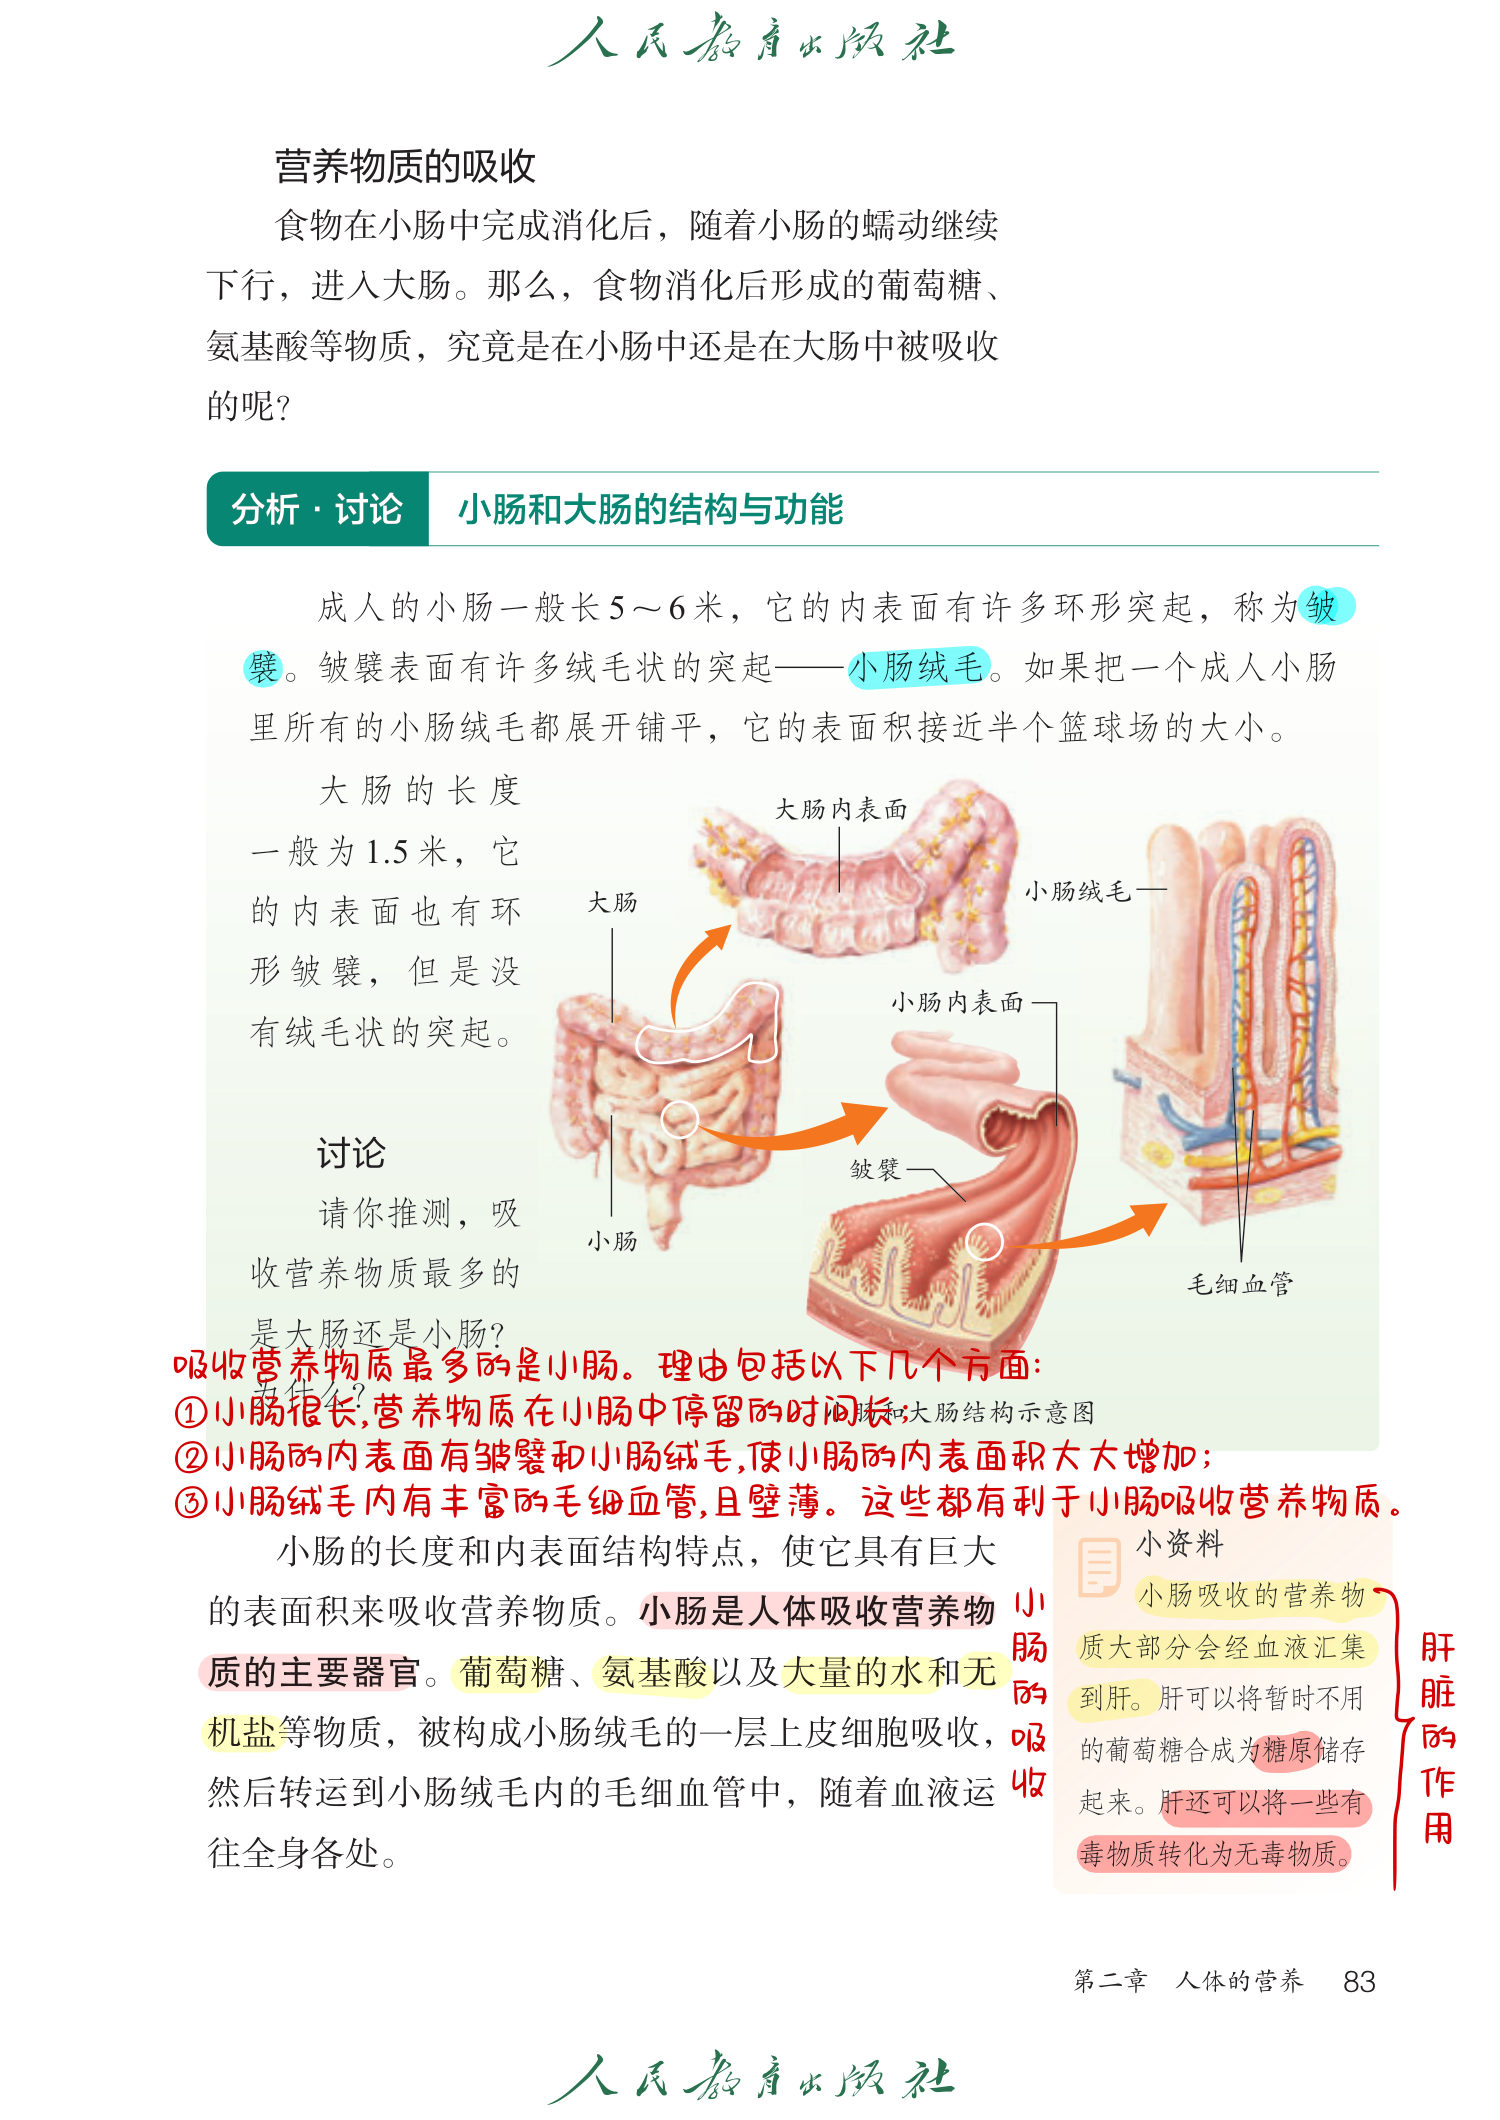 人民教育出版社
营养物质的吸收
食物在小肠中完成消化后，随着小肠的蠕动继续
下行，进入大肠。那么，食物消化后形成的葡萄糖、
氨基酸等物质，究竟是在小肠中还是在大肠中被吸收
的呢？
分析·讨论 小肠和大肠的结构与功能
成人的小肠一般长5～6米，它的内表面有许多环形突起，称为皱
襞。皱襞表面有许多绒毛状的突起——小肠绒毛。如果把一个成人小肠
里所有的小肠绒毛都展开铺平，它的表面积接近半个篮球场的大小。
大肠的长度
一般为1.5米，它
的内表面也有环
形皱襞，但是没
有绒毛状的突起。
大肠内表面
大肠
小肠绒毛
小肠内表面
皱襞
小肠
毛细血管
讨论
请你推测，吸
收营养物质最多的
是大肠还是小肠？
为什么？
小肠和大肠结构示意图
吸收营养物质最多的是小肠。理由包括以下几个方面：
①小肠很长,营养物质在小肠中停留的时间长；
②小肠的内表面有皱襞和小肠绒毛,使小肠的内表面积大大增加；
③小肠绒毛内有丰富的毛细血管,且壁薄。这些都有利于小肠吸收营养物质。
小肠的长度和内表面结构特点，使它具有巨大
的表面积来吸收营养物质。小肠是人体吸收营养物
质的主要器官。葡萄糖、氨基酸以及大量的水和无
机盐等物质，被构成小肠绒毛的一层上皮细胞吸收，
然后转运到小肠绒毛内的毛细血管中，随着血液运
往全身各处。
小肠的吸收
小资料
小肠吸收的营养物
质大部分会经血液汇集
到肝。肝可以将暂时不用
的葡萄糖合成为糖原储存
起来。肝还可以将一些有
毒物质转化为无毒物质。
肝脏的作用
第二章 人体的营养 83
人民教育出版社